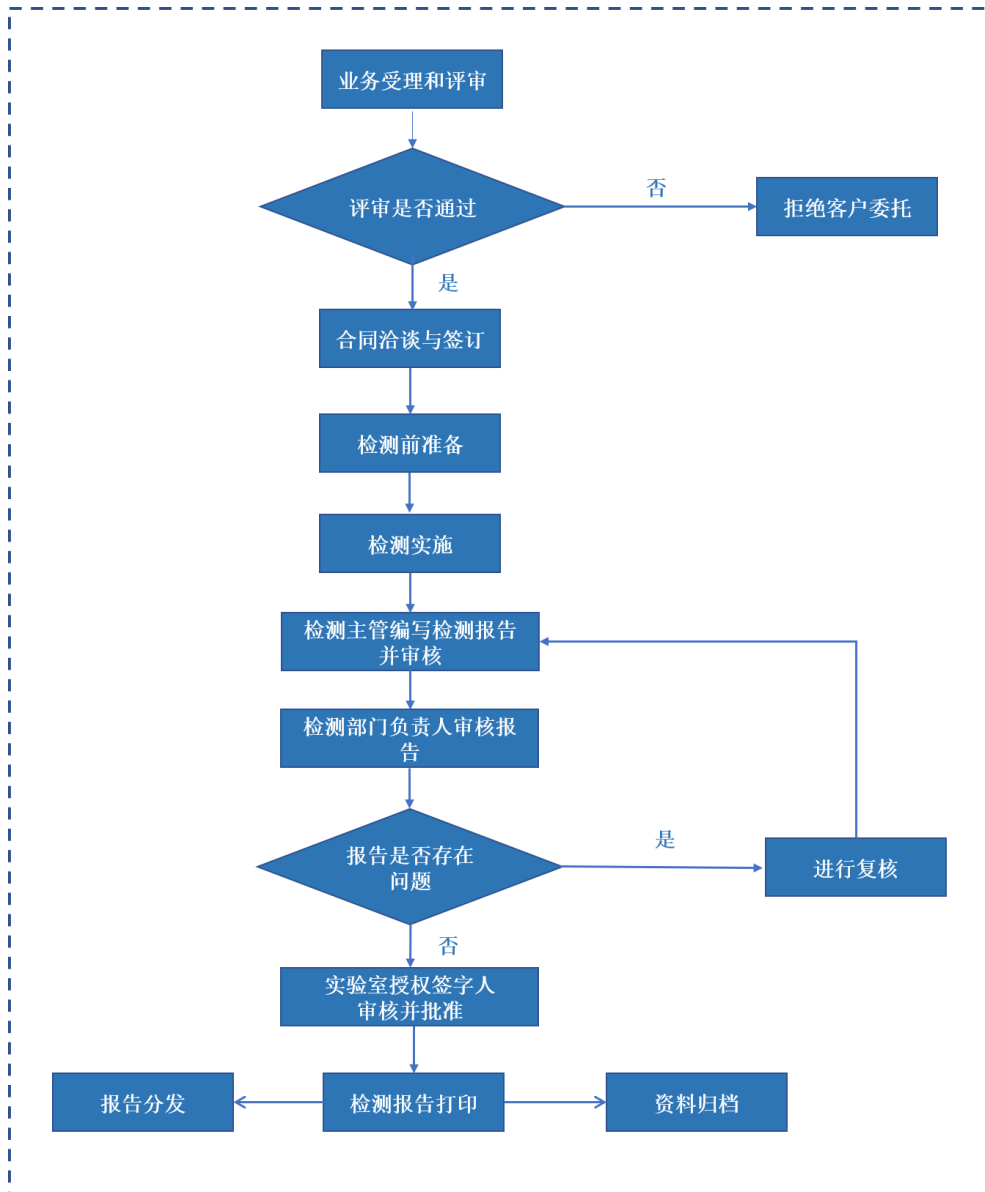 业务受理和评审
评审是否通过
否
拒绝客户委托
是
合同洽谈与签订
检测前准备
检测实施
检测主管编写检测报告
并审核
检测部门负责人审核报
告
报告是否存在
问题
是
进行复核
否
实验室授权签字人
审核并批准
报告分发
检测报告打印
资料归档